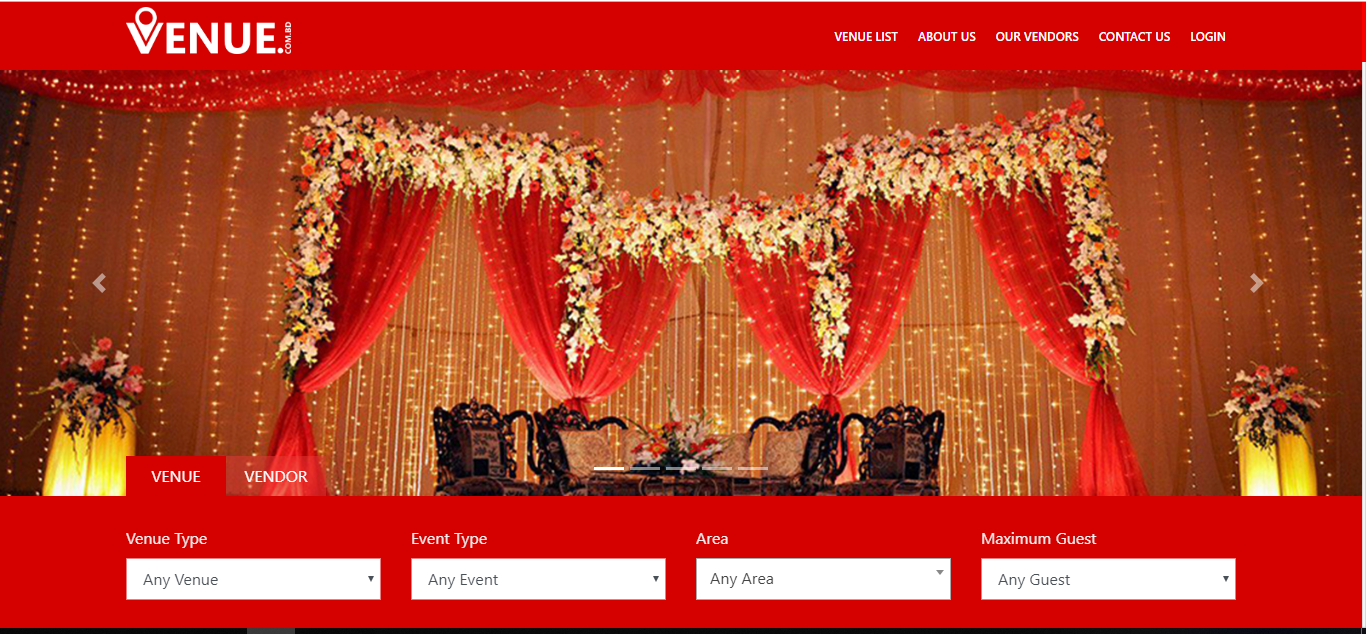 VENUE.COM.BD
VENUE LIST ABOUT US OUR VENDORS CONTACT US LOGIN
VENUE VENDOR
Venue Type Event Type Area Maximum Guest
Any Venue Any Event Any Area Any Guest